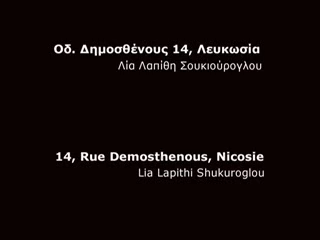 Οδ. Δημοσθένους 14, Λευκωσία
Λία Λαπίθη Σουκιούρογλου
14, Rue Demosthenous, Nicosie
Lia Lapithi Shukuroglou